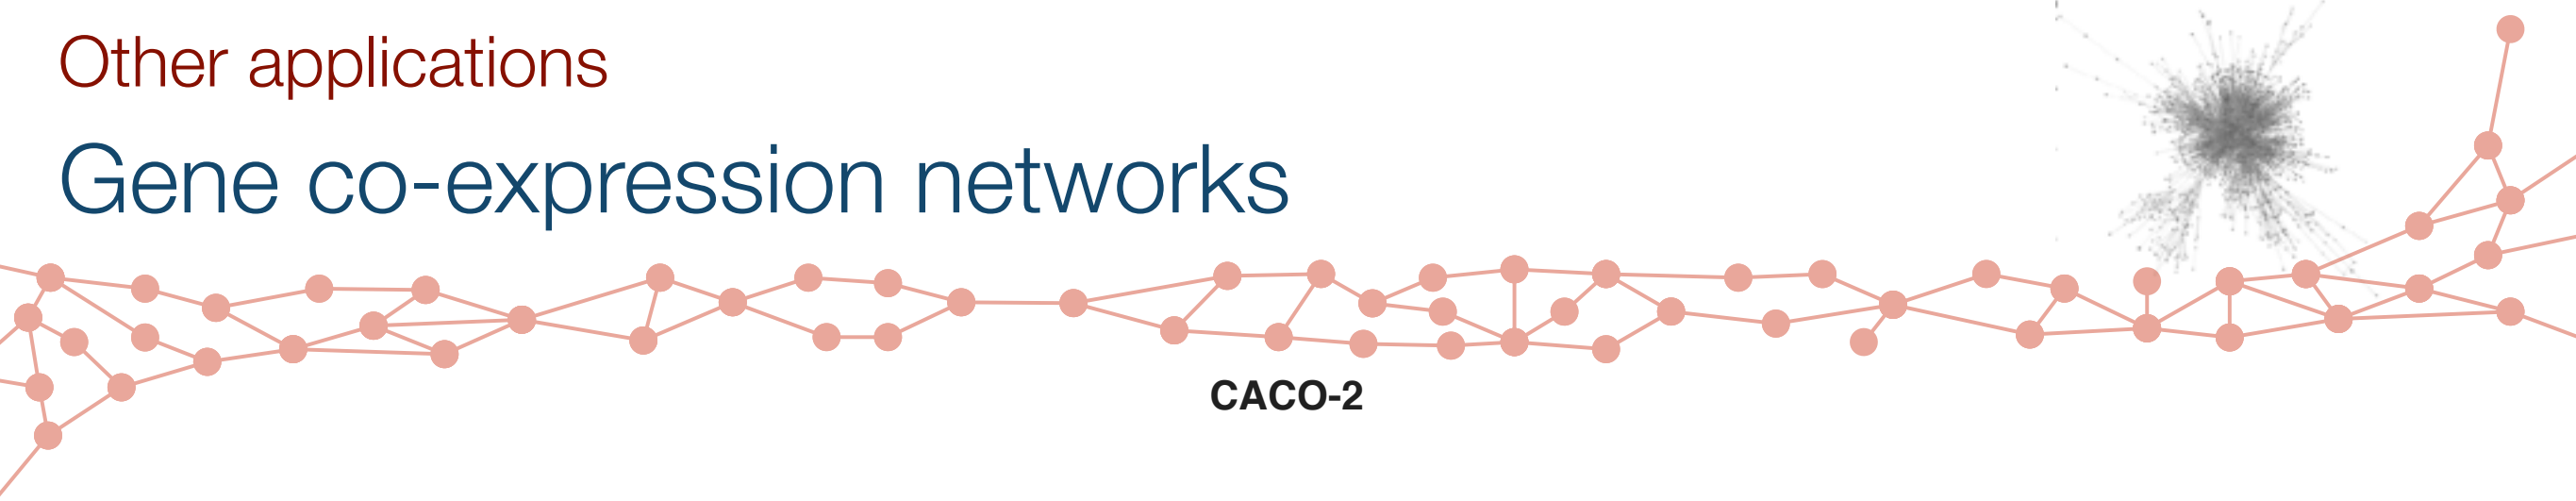 Other applications
Gene co-expression networks
CACO-2